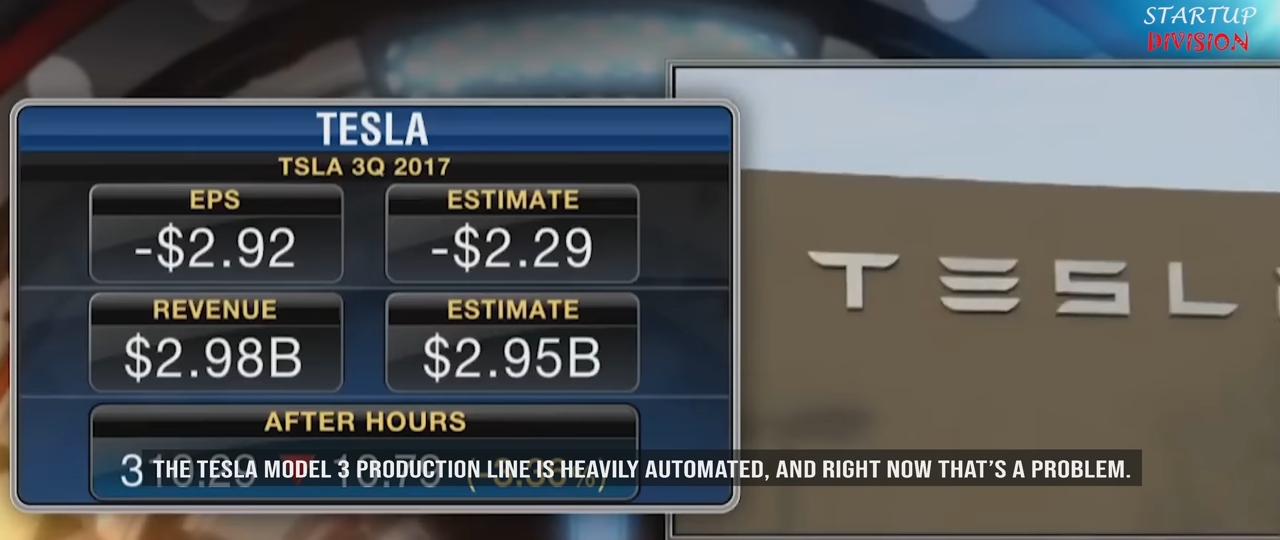 STARTUP
DIVISION
TESLA
TSLA 3Q 2017
EPS
ESTIMATE
-$2.92
-$2.29
REVENUE
ESTIMATE
$2.98B
$2.95B
AFTER HOURS
THE TESLA MODEL 3 PRODUCTION LINE IS HEAVILY AUTOMATED, AND RIGHT NOW THAT'S A PROBLEM.
TESL